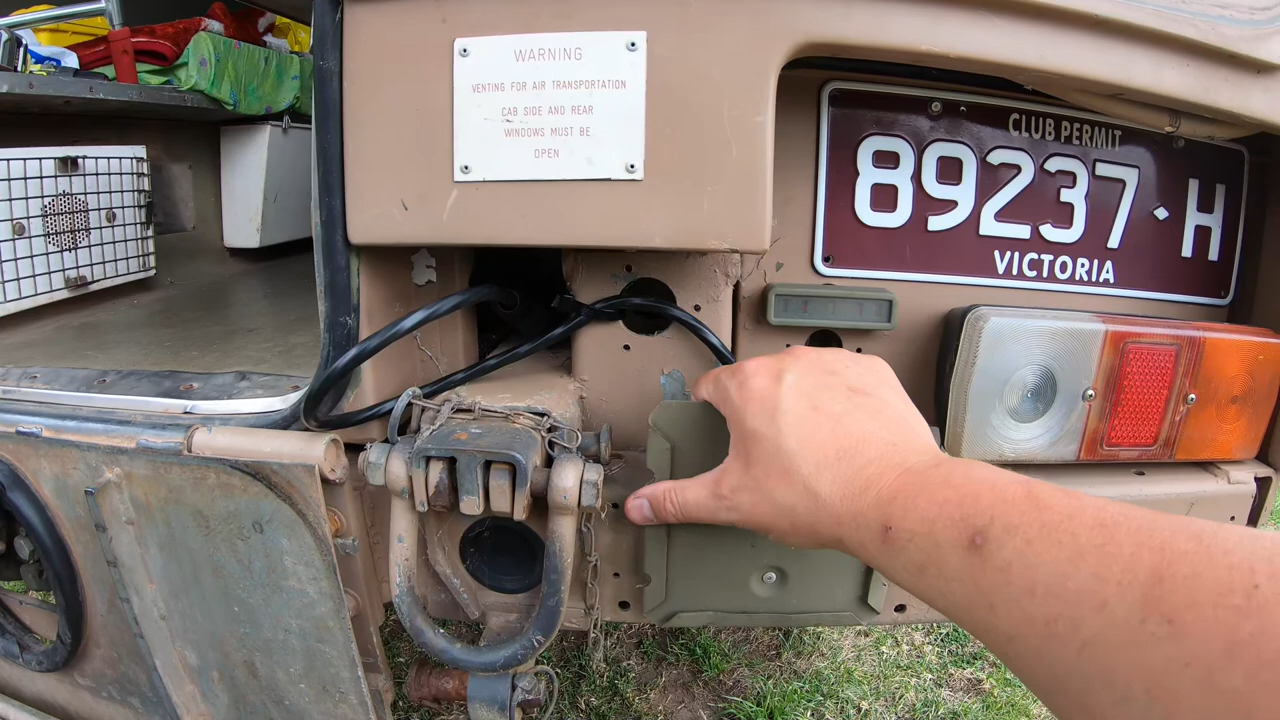 WARNING
VENTING FOR AIR TRANSPORTATION
CAB SIDE AND REAR
WINDOWS MUST BE
OPEN
CLUB PERMIT
89237·H
VICTORIA